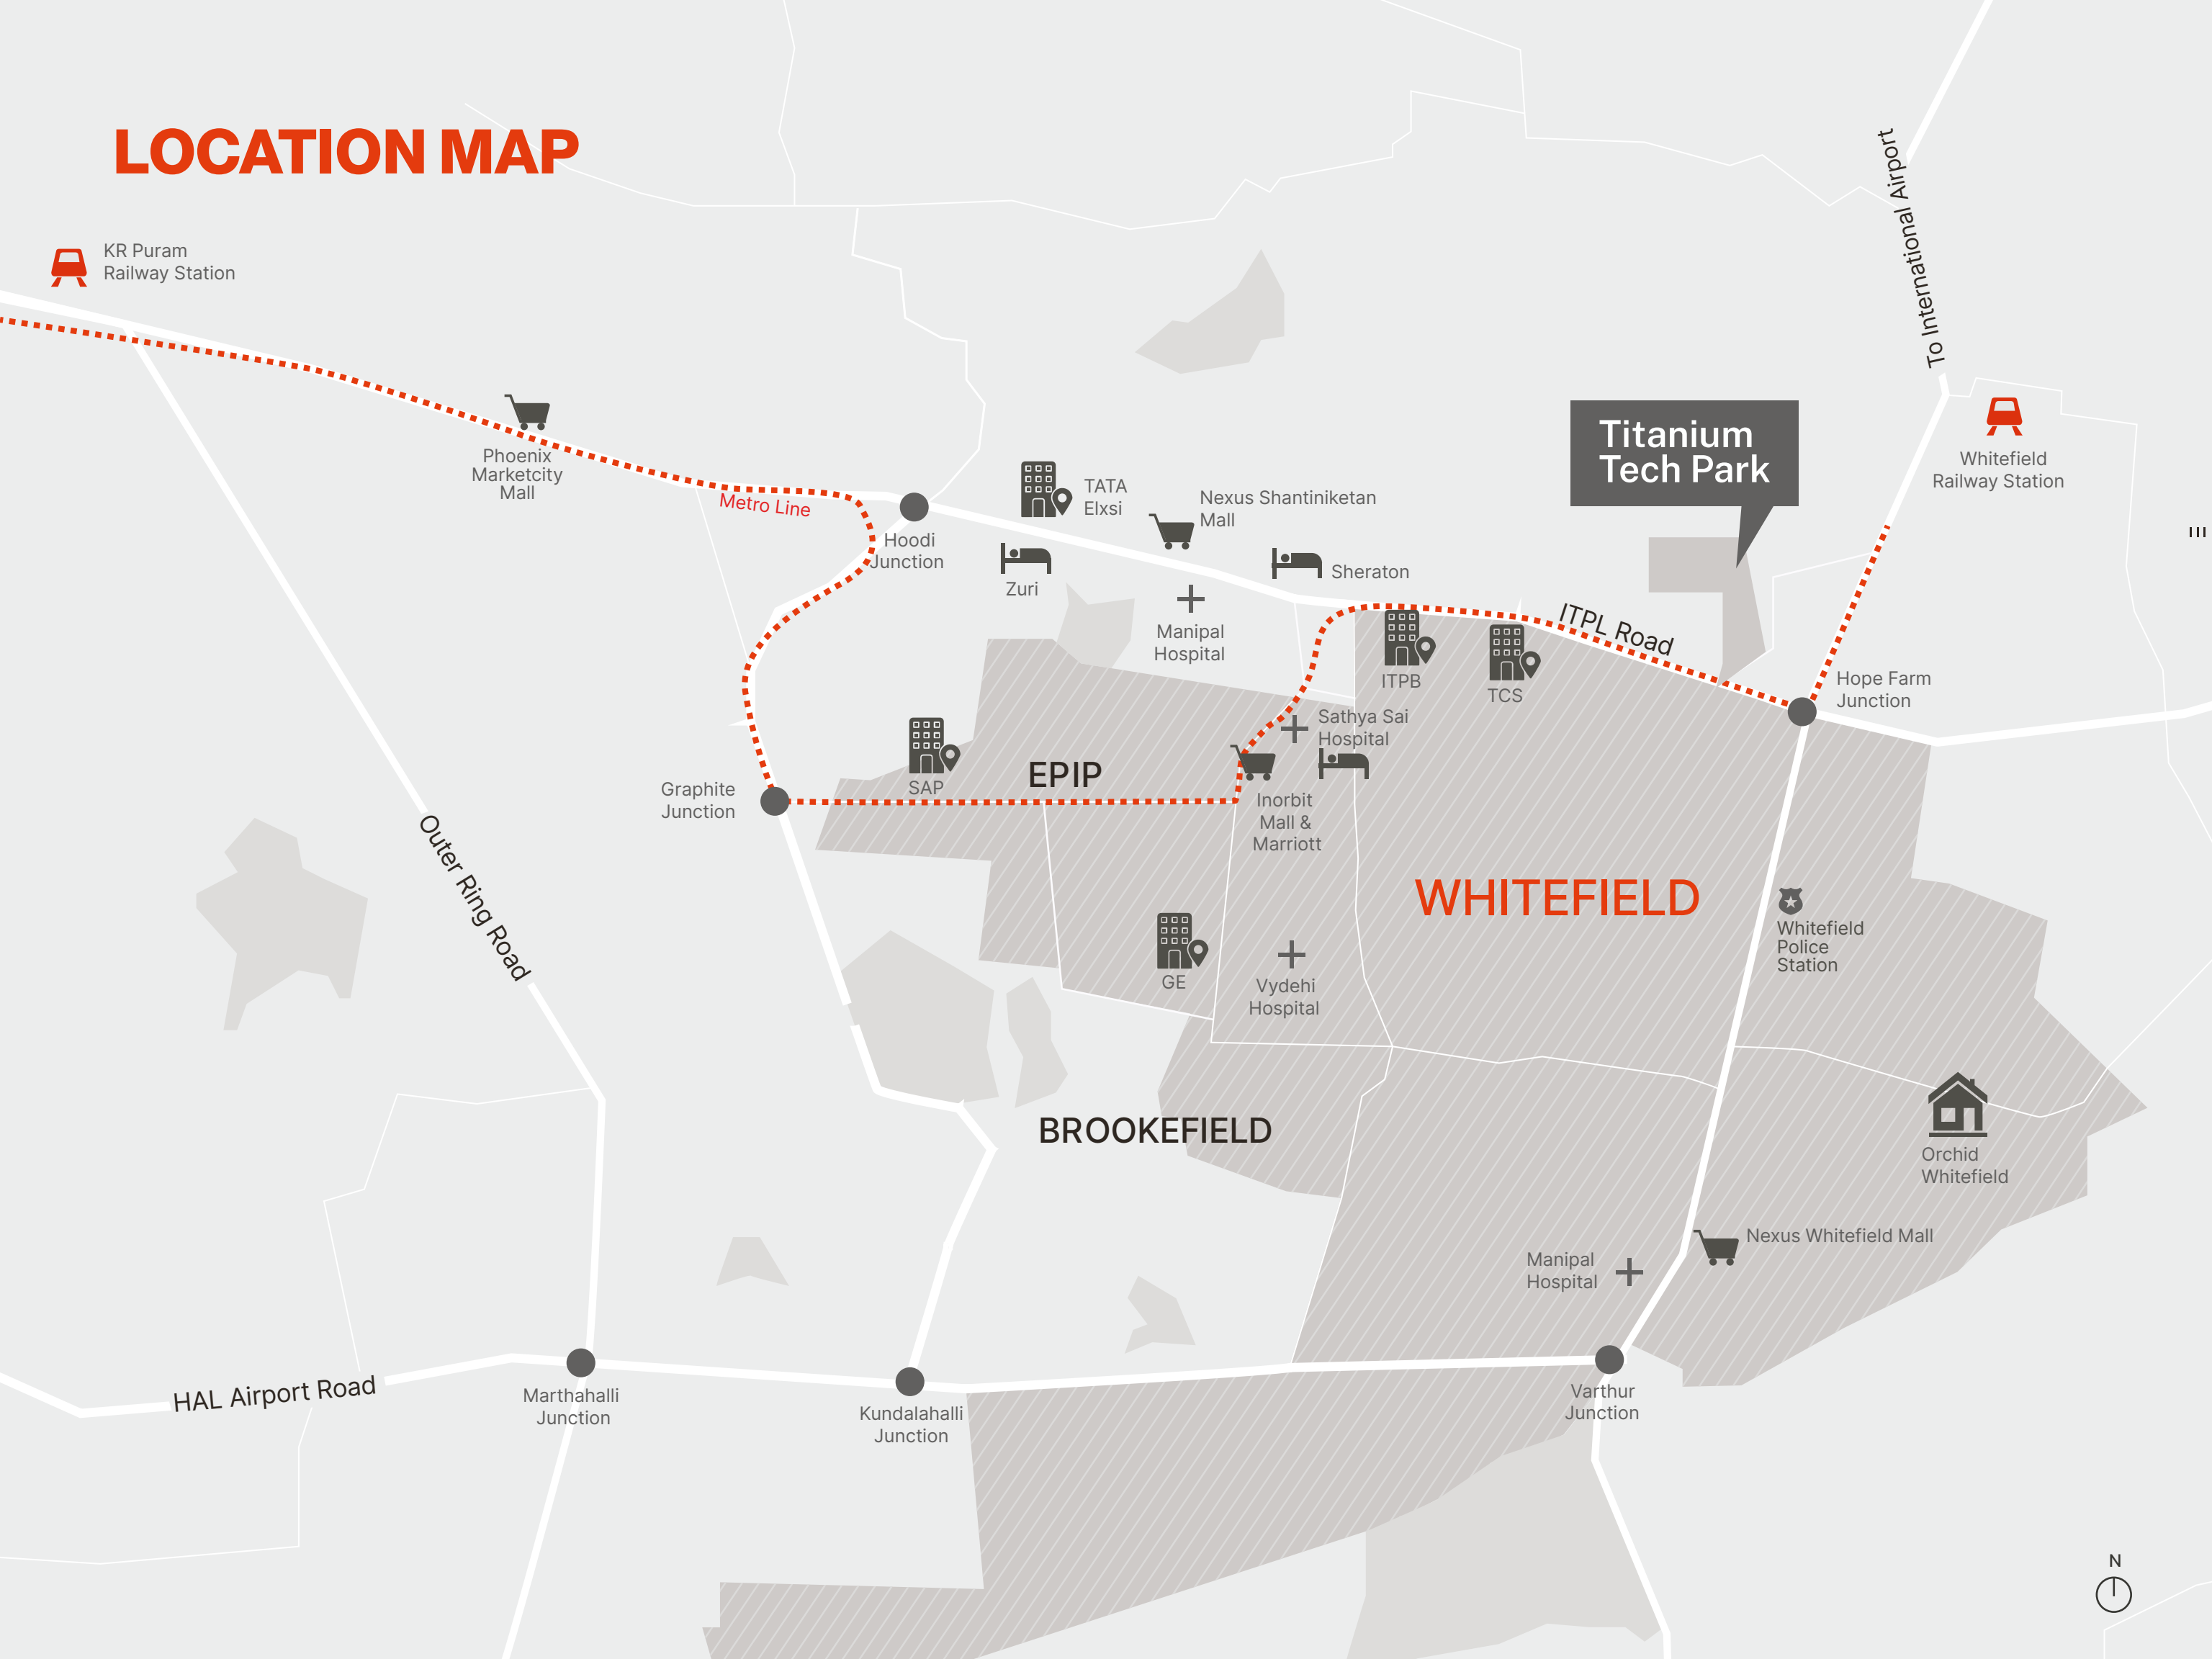 LOCATION MAP
To International Airport
KR Puram
Railway Station
Titanium
Tech Park
Whitefield
Railway Station
Phoenix
Marketcity
Mall
Metro Line
Hoodi
Junction
TATA
Elxsi
Nexus Shantiniketan
Mall
Zuri
Sheraton
Manipal
Hospital
ITPL Road
ITPB
TCS
Hope Farm
Junction
Sathya Sai
Hospital
Graphite
Junction
SAP
EPIP
Inorbit
Mall &
Marriott
Outer Ring Road
WHITEFIELD
Whitefield
Police
Station
GE
Vydehi
Hospital
BROOKEFIELD
Orchid
Whitefield
Nexus Whitefield Mall
Manipal
Hospital
HAL Airport Road
Marthahalli
Junction
Kundalahalli
Junction
Varthur
Junction
N